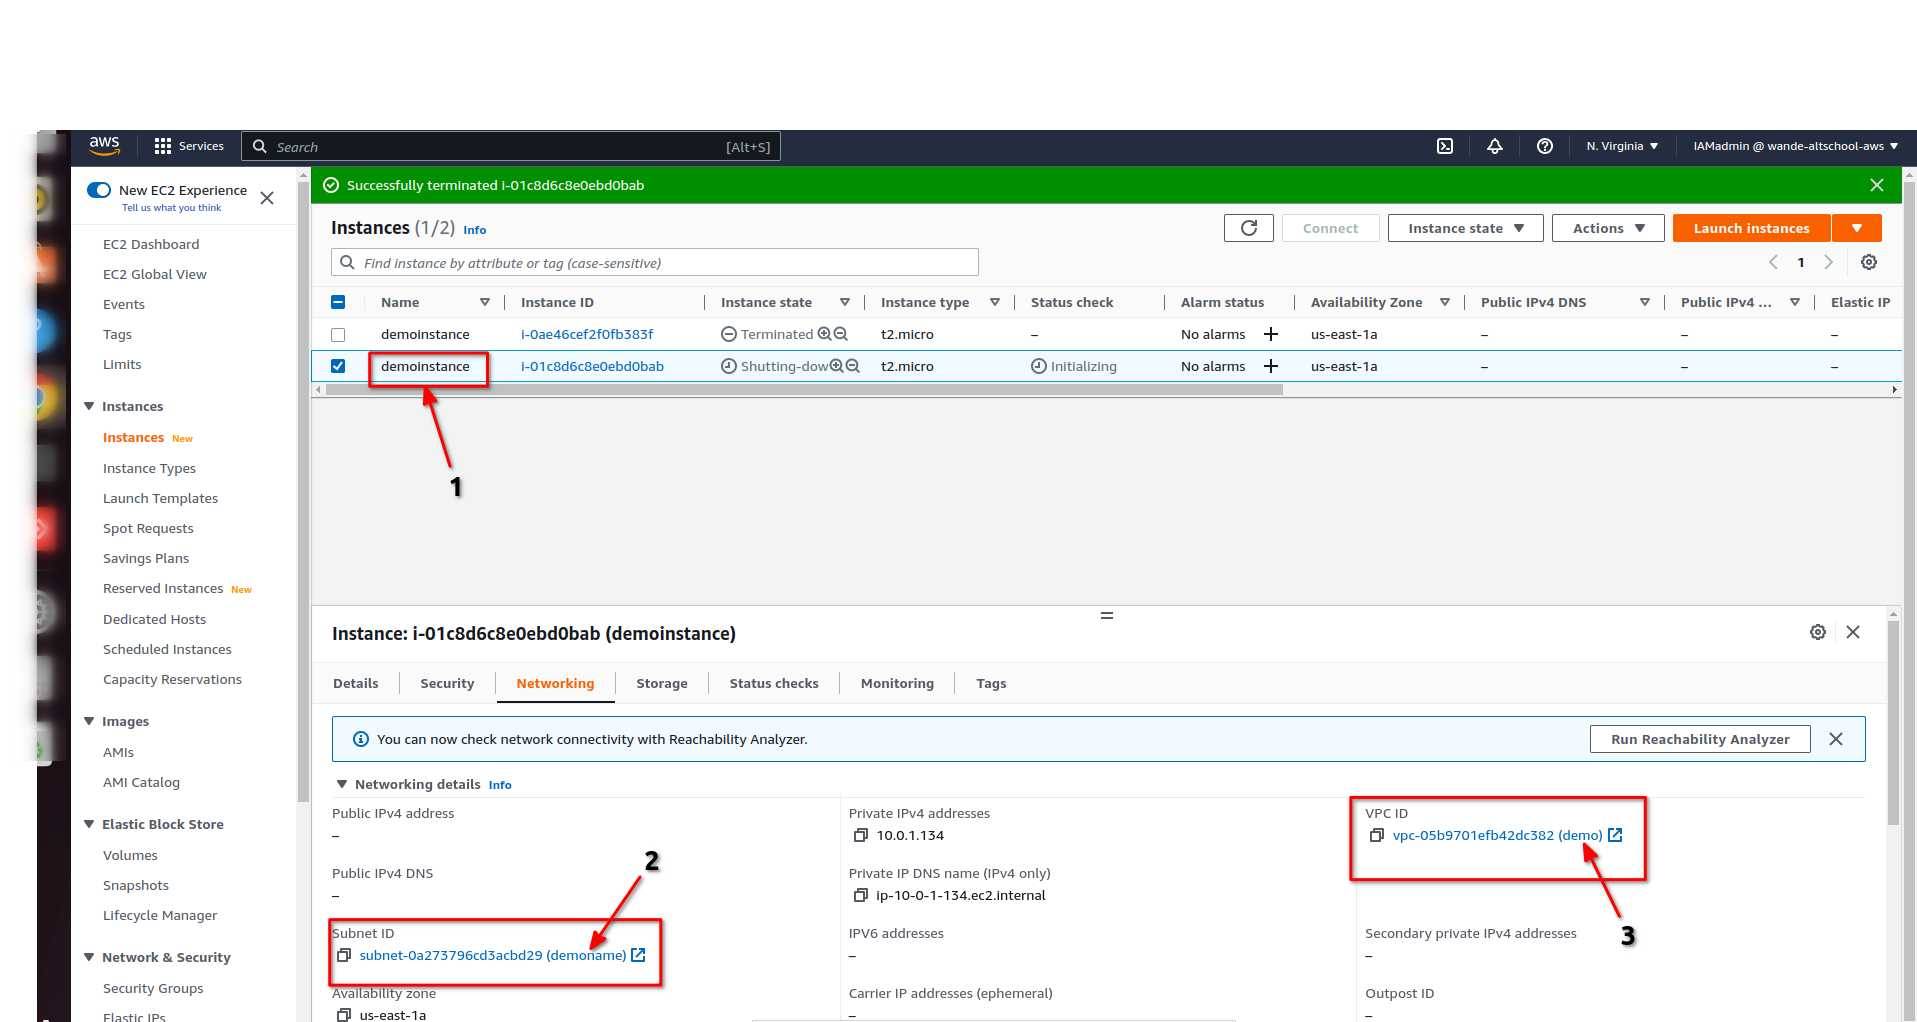 aws
Services
Search [Alt+S]
N. Virginia
IAMadmin @ wande-altschool-aws
New EC2 Experience
Tell us what you think
EC2 Dashboard
EC2 Global View
Events
Tags
Limits
Instances
Instances New
Instance Types
Launch Templates
Spot Requests
Savings Plans
Reserved Instances New
Dedicated Hosts
Scheduled Instances
Capacity Reservations
Images
AMIs
AMI Catalog
Elastic Block Store
Volumes
Snapshots
Lifecycle Manager
Network & Security
Security Groups
Elastic IPs
Successfully terminated i-01c8d6c8e0ebd0bab
Instances (1/2) Info
Connect
Instance state
Actions
Launch instances
Find instance by attribute or tag (case-sensitive)
1
Name Instance ID Instance state Instance type Status check Alarm status Availability Zone Public IPv4 DNS Public IPv4 ... Elastic IP
demoinstance i-0ae46cef2f0fb383f Terminated t2.micro – No alarms + us-east-1a – – –
demoinstance i-01c8d6c8e0ebd0bab Shutting-dow Initializing t2.micro No alarms + us-east-1a – – –
1
Instance: i-01c8d6c8e0ebd0bab (demoinstance)
Details Security Networking Storage Status checks Monitoring Tags
You can now check network connectivity with Reachability Analyzer.
Run Reachability Analyzer
Networking details Info
Public IPv4 address
–
Private IPv4 addresses
10.0.1.134
VPC ID
vpc-05b9701efb42dc382 (demo)
2
Public IPv4 DNS
–
Private IP DNS name (IPv4 only)
ip-10-0-1-134.ec2.internal
3
Subnet ID
subnet-0a273796cd3acbd29 (demoname)
IPV6 addresses
–
Secondary private IPv4 addresses
–
Availability zone
us-east-1a
Carrier IP addresses (ephemeral)
–
Outpost ID
–